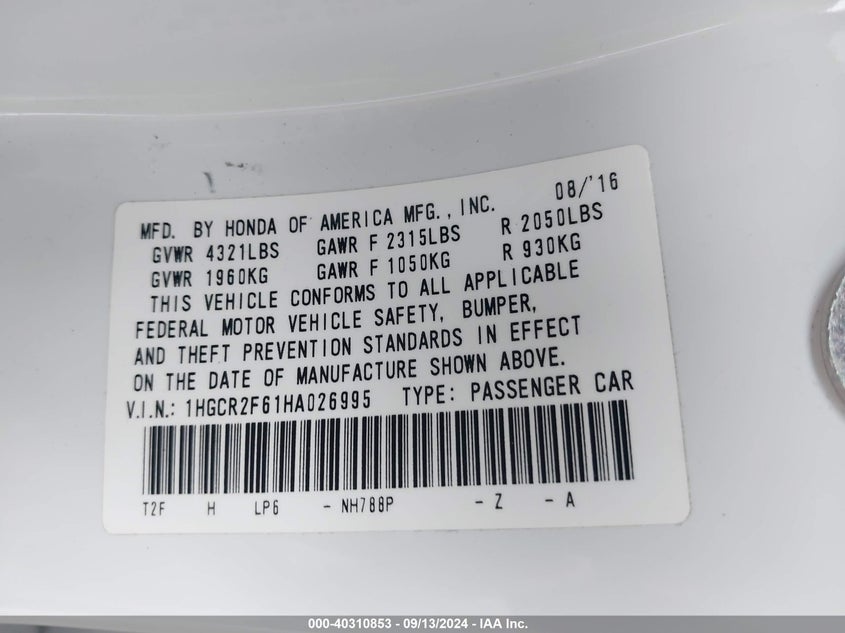 MFD. BY HONDA OF AMERICA MFG., INC. 08/'16
GVWR 4321LBS GAWR F 2315LBS R 2050LBS
GVWR 1960KG GAWR F 1050KG R 930KG
THIS VEHICLE CONFORMS TO ALL APPLICABLE
FEDERAL MOTOR VEHICLE SAFETY, BUMPER,
AND THEFT PREVENTION STANDARDS IN EFFECT
ON THE DATE OF MANUFACTURE SHOWN ABOVE.
V.I.N.: 1HGCR2F61HA026995 TYPE: PASSENGER CAR
T2F H LP6 - NH788P - Z - A
000-40310853 - 09/13/2024 - IAA Inc.